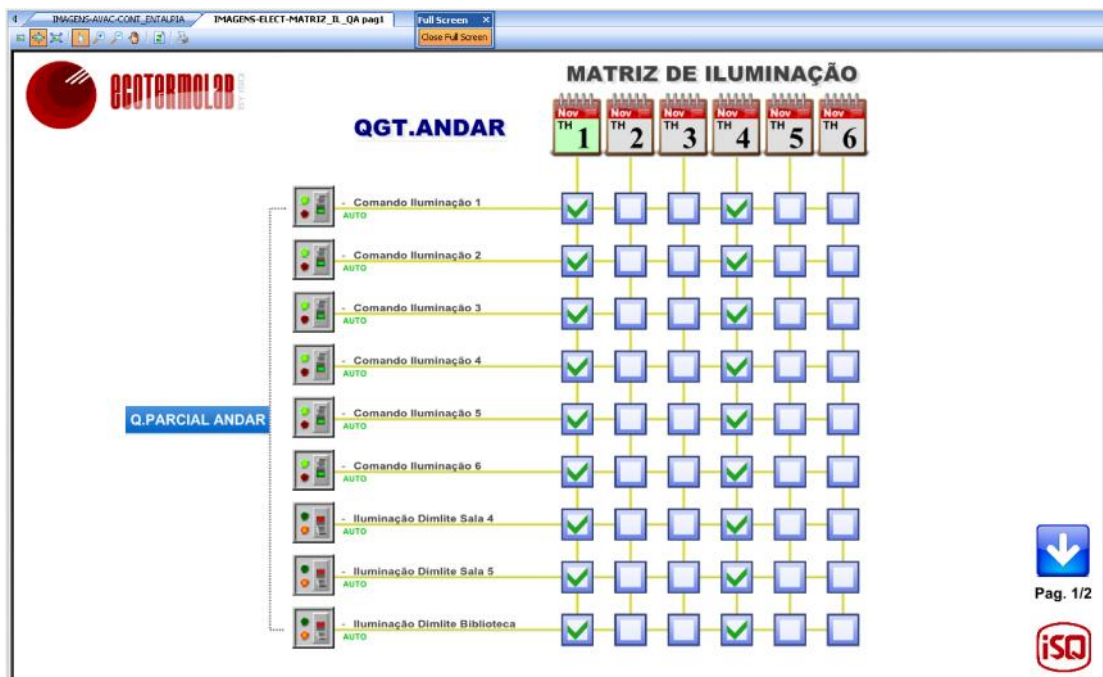 IMAGENS-AVAC-CONT_ENTALPIA
IMAGENS-ELECT-MATRIZ_IL_QA pag1
Full Screen
Close Full Screen
ECOTERMOLAB
BY ISQ
MATRIZ DE ILUMINAÇÃO
QGT.ANDAR
Nov Nov Nov Nov Nov Nov
TH 1 TH 2 TH 3 TH 4 TH 5 TH 6
- Comando Iluminação 1
AUTO
- Comando Iluminação 2
AUTO
- Comando Iluminação 3
AUTO
- Comando Iluminação 4
AUTO
Q.PARCIAL ANDAR
- Comando Iluminação 5
AUTO
- Comando Iluminação 6
AUTO
- Iluminação Dimlite Sala 4
AUTO
- Iluminação Dimlite Sala 5
AUTO
- Iluminação Dimlite Biblioteca
AUTO
Pag. 1/2
iSQ